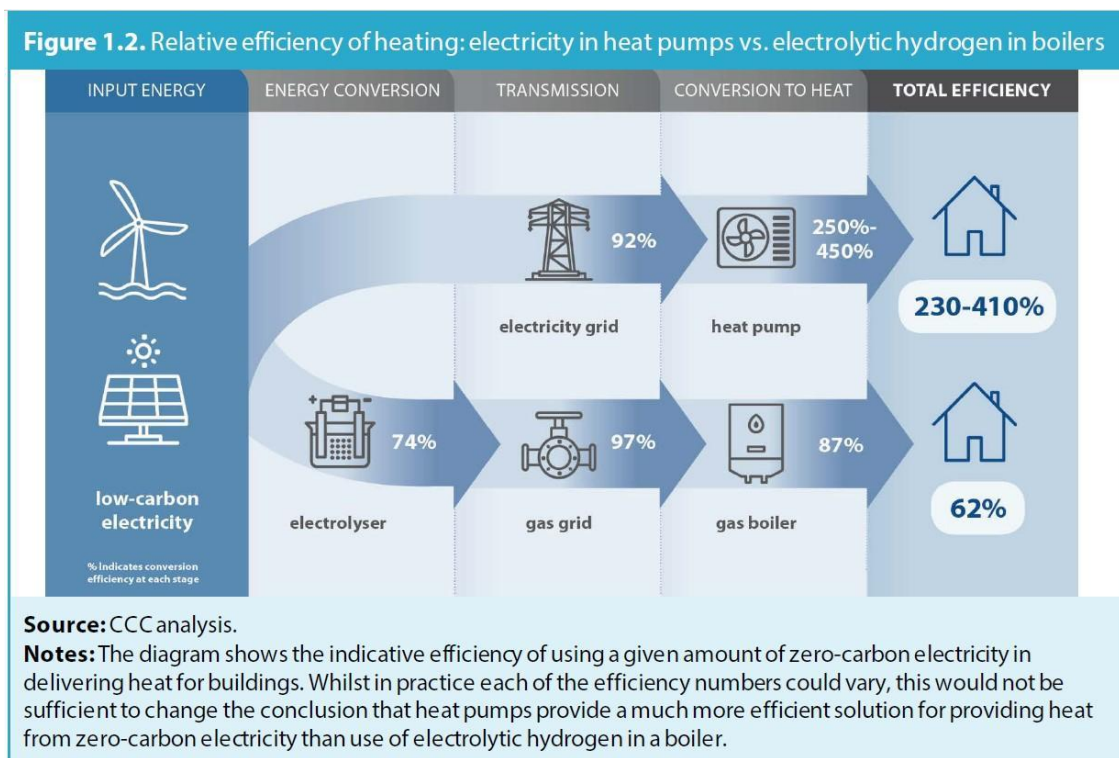 Figure 1.2. Relative efficiency of heating: electricity in heat pumps vs. electrolytic hydrogen in boilers
INPUT ENERGY
ENERGY CONVERSION
TRANSMISSION
CONVERSION TO HEAT
TOTAL EFFICIENCY
92%
250%-
450%
electricity grid
heat pump
230-410%
74%
97%
87%
low-carbon
electricity
electrolyser
gas grid
gas boiler
62%
% Indicates conversion
efficiency at each stage
Source: CCC analysis.
Notes: The diagram shows the indicative efficiency of using a given amount of zero-carbon electricity in
delivering heat for buildings. Whilst in practice each of the efficiency numbers could vary, this would not be
sufficient to change the conclusion that heat pumps provide a much more efficient solution for providing heat
from zero-carbon electricity than use of electrolytic hydrogen in a boiler.